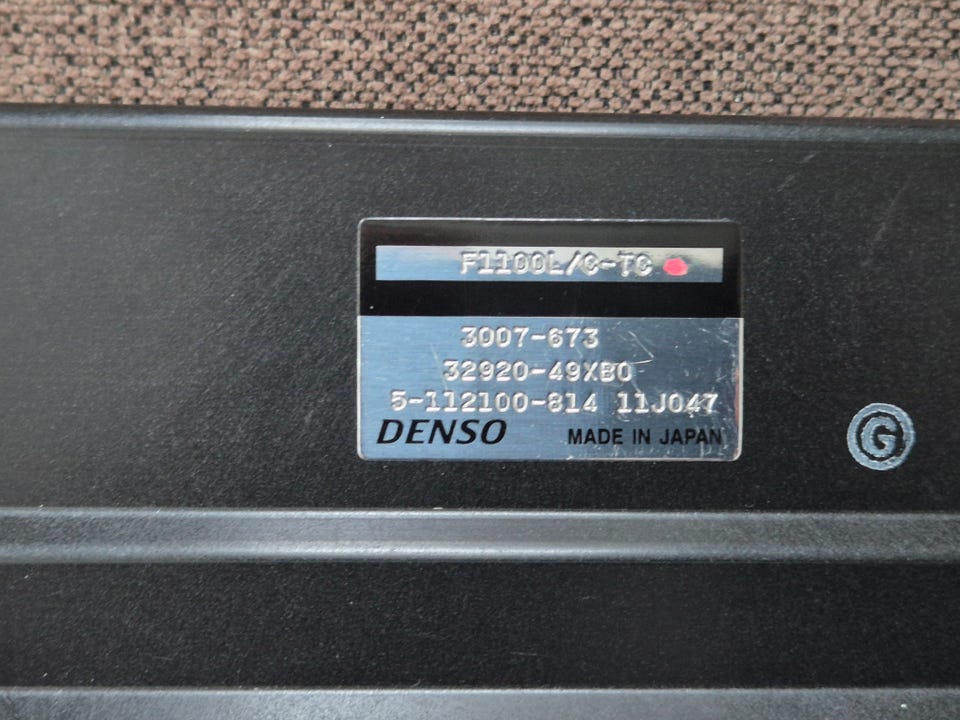 F1100L/C-TC
3007-673
32920-49XB0
5-112100-814 11J047
DENSO MADE IN JAPAN
G